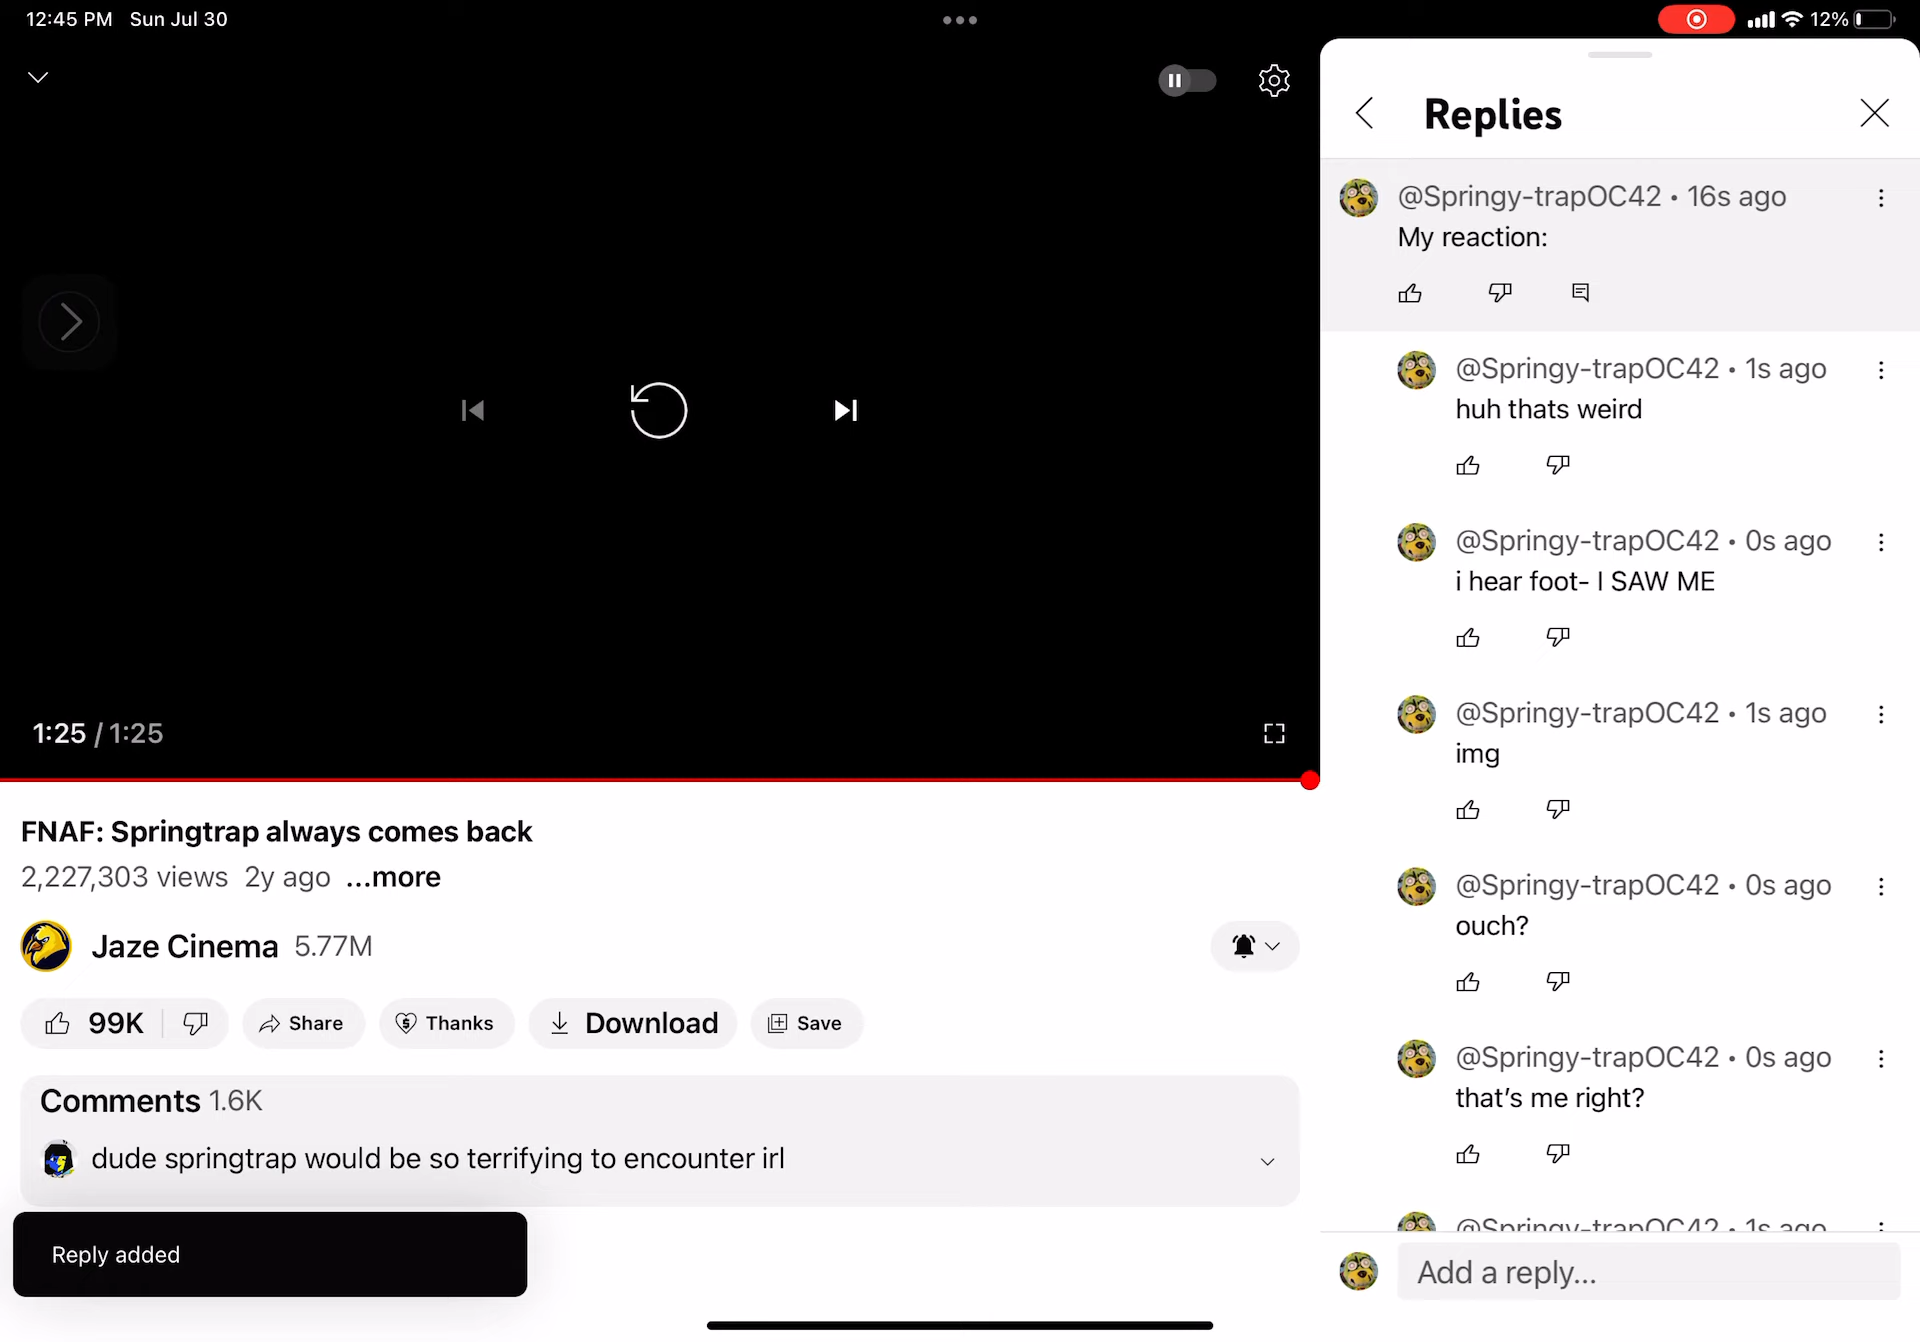 12:45 PM Sun Jul 30
12%
1:25 / 1:25
FNAF: Springtrap always comes back
2,227,303 views 2y ago ...more
Jaze Cinema 5.77M
99K Share Thanks Download Save
Comments 1.6K
dude springtrap would be so terrifying to encounter irl
Reply added
Replies
@Springy-trapOC42 • 16s ago
My reaction:
@Springy-trapOC42 • 1s ago
huh thats weird
@Springy-trapOC42 • 0s ago
i hear foot- I SAW ME
@Springy-trapOC42 • 1s ago
img
@Springy-trapOC42 • 0s ago
ouch?
@Springy-trapOC42 • 0s ago
that's me right?
@Springy-trapOC42 • 1s ago
Add a reply...